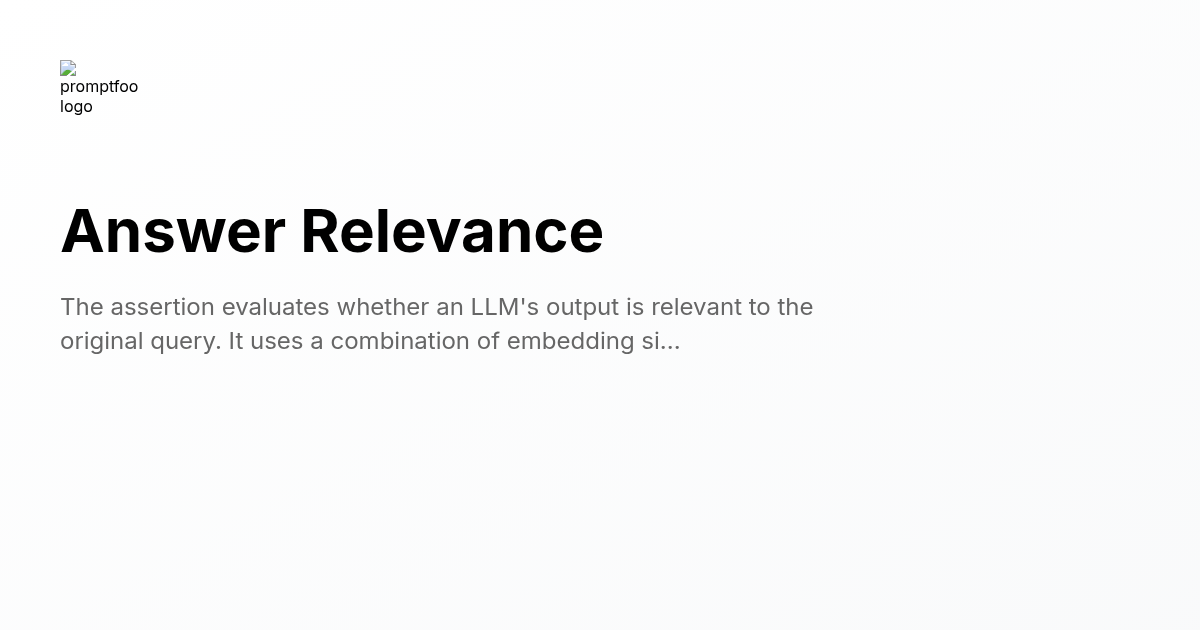 promptfoo
logo
Answer Relevance
The assertion evaluates whether an LLM's output is relevant to the
original query. It uses a combination of embedding si...